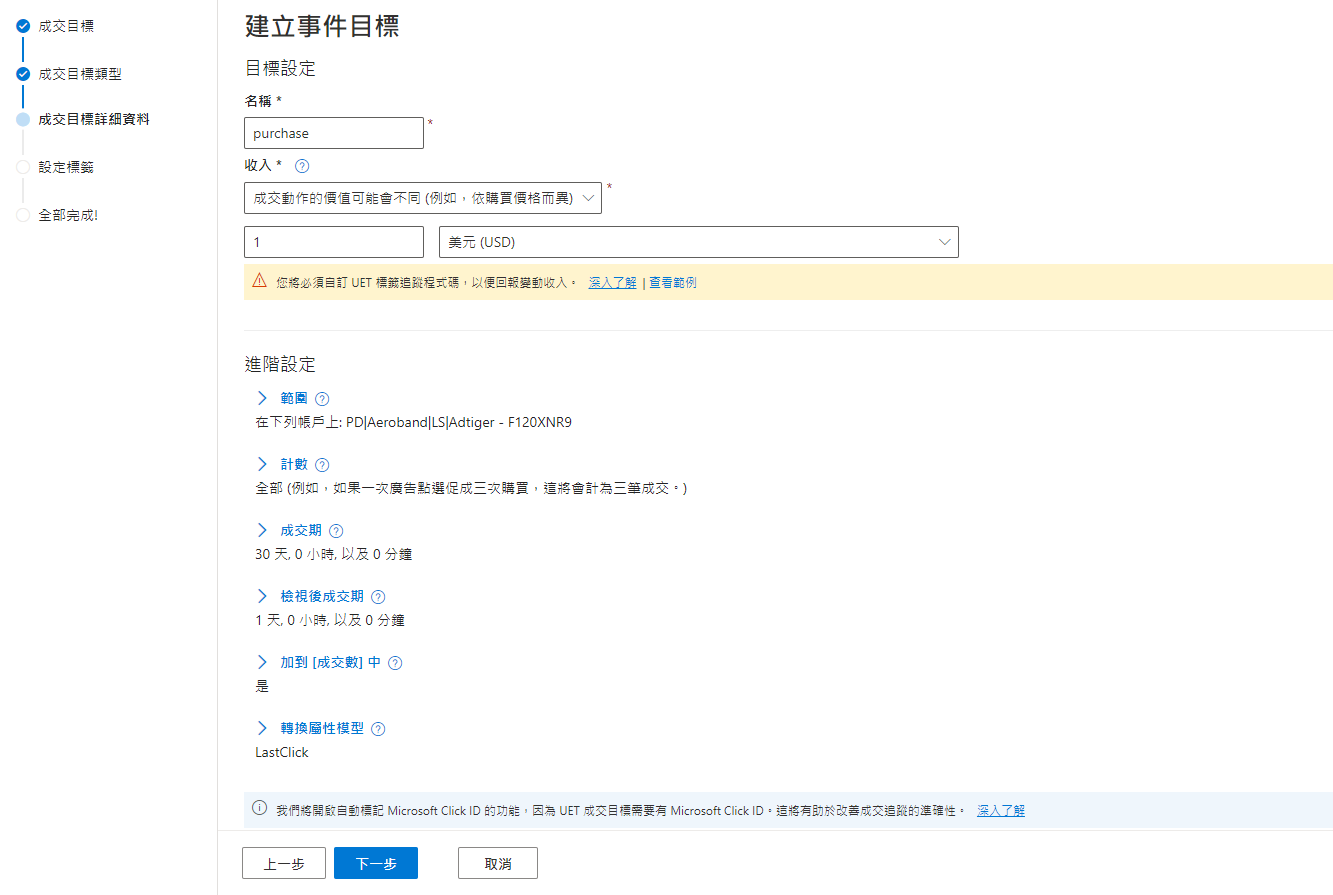 成交目標
成交目標類型
成交目標詳細資料
設定標籤
全部完成!
建立事件目標
目標設定
名稱 *
purchase *
收入 *
成交動作的價值可能會不同 (例如，依購買價格而異) *
1 美元 (USD)
您將必須自訂 UET 標籤追蹤程式碼，以便回報變動收入。 深入了解 | 查看範例
進階設定
範圍
在下列帳戶上: PD|Aeroband|LS|Adtiger - F120XNR9
計數
全部 (例如，如果一次廣告點選促成三次購買，這將會計為三筆成交。)
成交期
30 天, 0 小時, 以及 0 分鐘
檢視後成交期
1 天, 0 小時, 以及 0 分鐘
加到 [成交數] 中
是
轉換屬性模型
LastClick
我們將開啟自動標記 Microsoft Click ID 的功能，因為 UET 成交目標需要有 Microsoft Click ID。這將有助於改善成交追蹤的準確性。 深入了解
上一步 下一步 取消